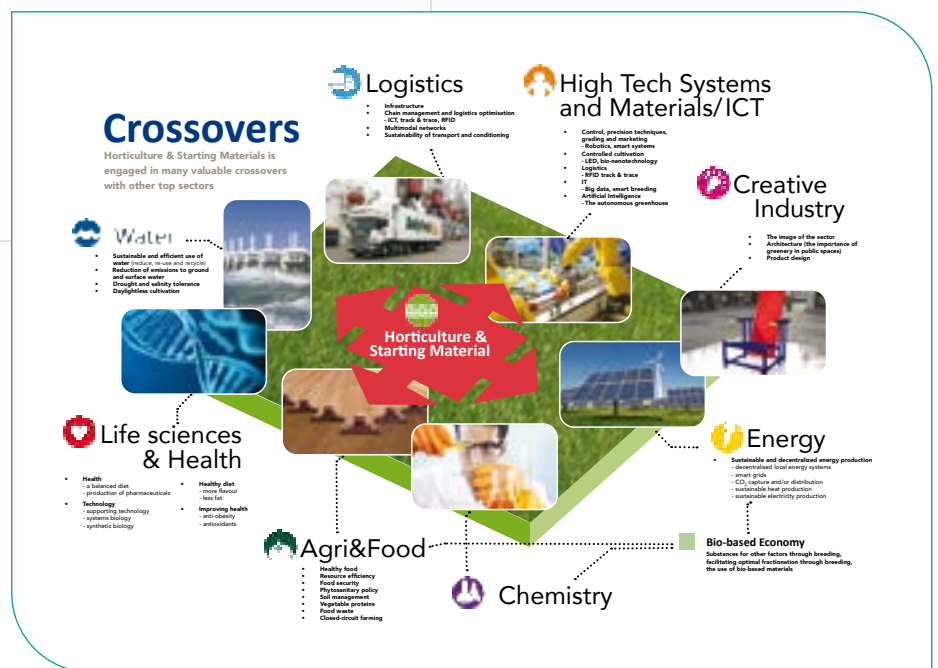 Crossovers
Horticulture & Starting Materials is
engaged in many valuable crossovers
with other top sectors
Logistics
• Infrastructure
• Chain management and logistics optimisation
- ICT, track & trace, RFID
• Multimodal networks
• Sustainability of transport and conditioning
High Tech Systems
and Materials/ICT
• Control, precision techniques,
grading and marketing
- Robotics, smart systems
• Controlled cultivation
- LED, bio-nanotechnology
• Logistics
- RFID track & trace
• IT
- Big data, smart breeding
• Artificial Intelligence
- The autonomous greenhouse
Creative
Industry
• The image of the sector
• Architecture (the importance of
greenery in public spaces)
• Product design
Water
• Sustainable and efficient use of
water (reduce, re-use and recycle)
• Reduction of emissions to ground
and surface water
• Drought and salinity tolerance
• Daylightless cultivation
Horticulture &
Starting Material
Life sciences
& Health
• Health
- a balanced diet
- production of pharmaceuticals
• Technology
- supporting technology
- systems biology
- synthetic biology
• Healthy diet
- more flavour
- less fat
• Improving health
- anti-obesity
- antioxidants
Energy
• Sustainable and decentralized energy production
- decentralised local energy systems
- smart grids
- CO₂ capture and/or distribution
- sustainable heat production
- sustainable electricity production
Agri&Food
• Healthy food
• Resource efficiency
• Food security
• Phytosanitary policy
• Soil management
• Vegetable proteins
• Food waste
• Closed-circuit farming
Chemistry
Bio-based Economy
Substances for other factors through breeding,
facilitating optimal fractionation through breeding,
the use of bio-based materials